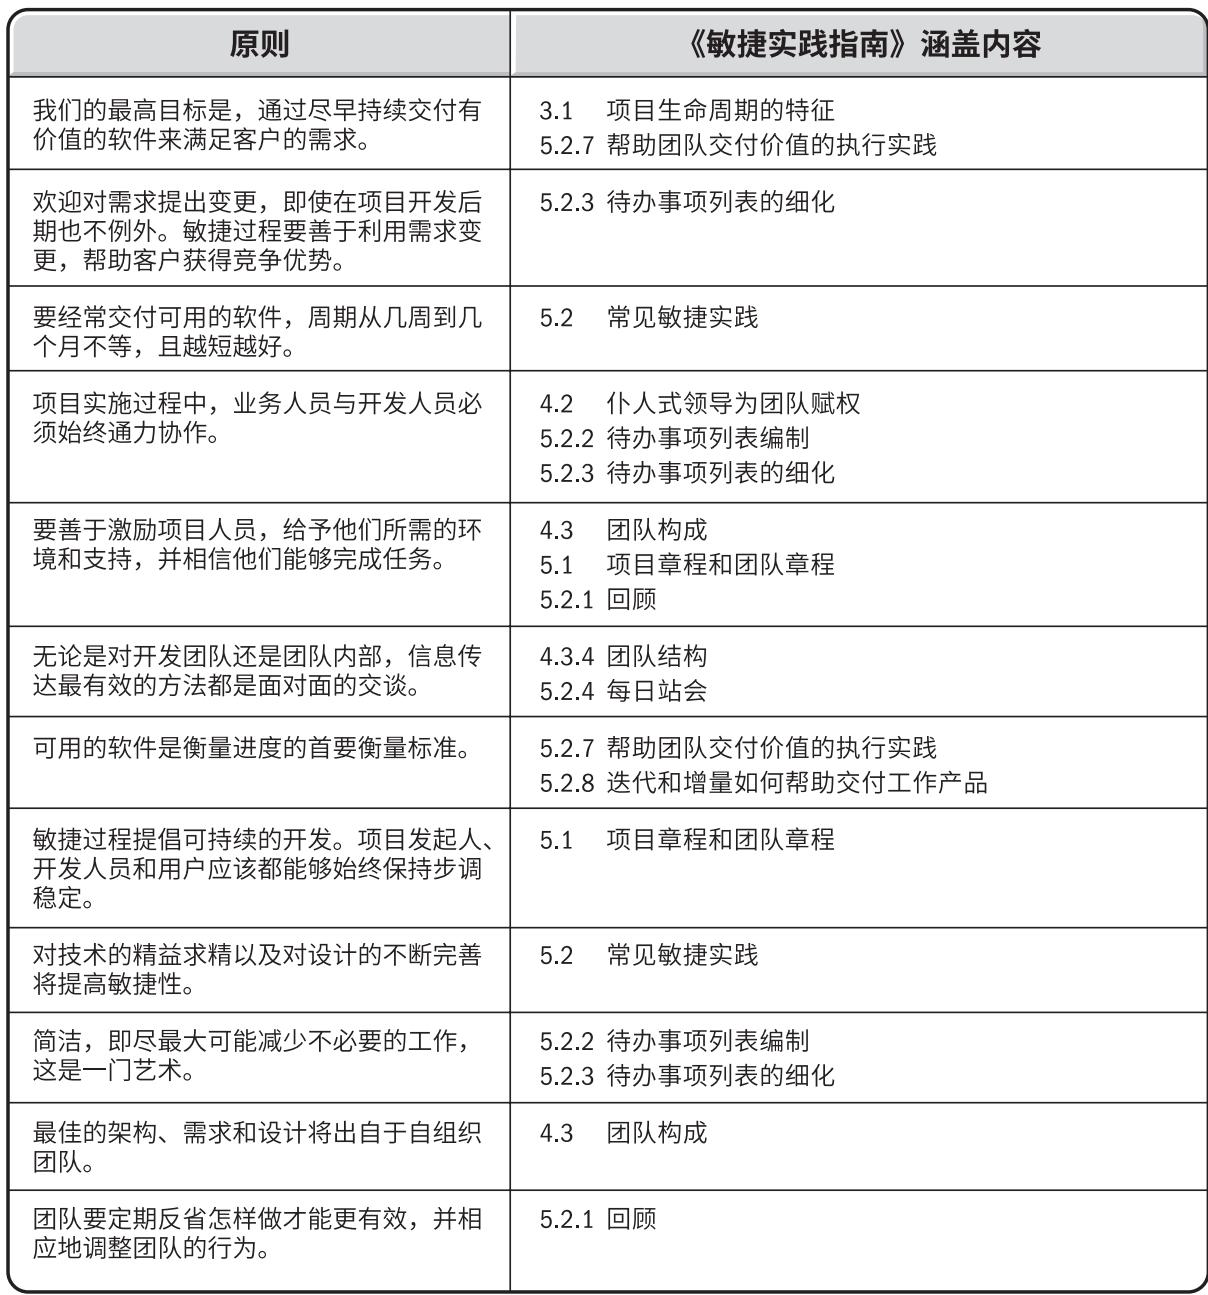 原则
《敏捷实践指南》涵盖内容
我们的最高目标是，通过尽早持续交付有
价值的软件来满足客户的需求。
3.1 项目生命周期的特征
5.2.7 帮助团队交付价值的执行实践
欢迎对需求提出变更，即使在项目开发后
期也不例外。敏捷过程要善于利用需求变
更，帮助客户获得竞争优势。
5.2.3 待办事项列表的细化
要经常交付可用的软件，周期从几周到几
个月不等，且越短越好。
5.2 常见敏捷实践
项目实施过程中，业务人员与开发人员必
须始终通力协作。
4.2 仆人式领导为团队赋权
5.2.2 待办事项列表编制
5.2.3 待办事项列表的细化
要善于激励项目人员，给予他们所需的环
境和支持，并相信他们能够完成任务。
4.3 团队构成
5.1 项目章程和团队章程
5.2.1 回顾
无论是对开发团队还是团队内部，信息传
达最有效的方法都是面对面的交谈。
4.3.4 团队结构
5.2.4 每日站会
可用的软件是衡量进度的首要衡量标准。
5.2.7 帮助团队交付价值的执行实践
5.2.8 迭代和增量如何帮助交付工作产品
敏捷过程提倡可持续的开发。项目发起人、
开发人员和用户应该都能够始终保持步调
稳定。
5.1 项目章程和团队章程
对技术的精益求精以及对设计的不断完善
将提高敏捷性。
5.2 常见敏捷实践
简洁，即尽最大可能减少不必要的工作，
这是一门艺术。
5.2.2 待办事项列表编制
5.2.3 待办事项列表的细化
最佳的架构、需求和设计将出自于自组织
团队。
4.3 团队构成
团队要定期反省怎样做才能更有效，并相
应地调整团队的行为。
5.2.1 回顾